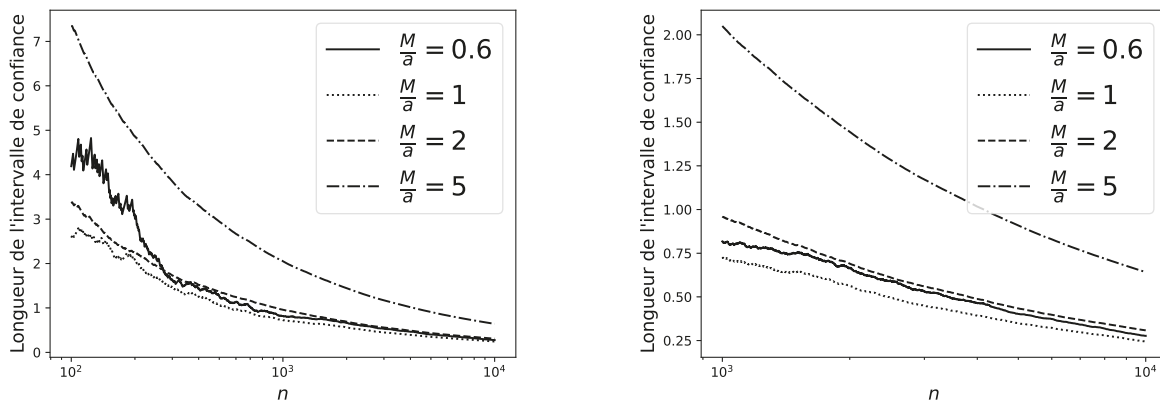 Longueur de l'intervalle de confiance
7
6
5
4
3
2
1
0
10²
10³
10⁴
n
M/a = 0.6
M/a = 1
M/a = 2
M/a = 5
Longueur de l'intervalle de confiance
2.00
1.75
1.50
1.25
1.00
0.75
0.50
0.25
10³
10⁴
n
M/a = 0.6
M/a = 1
M/a = 2
M/a = 5